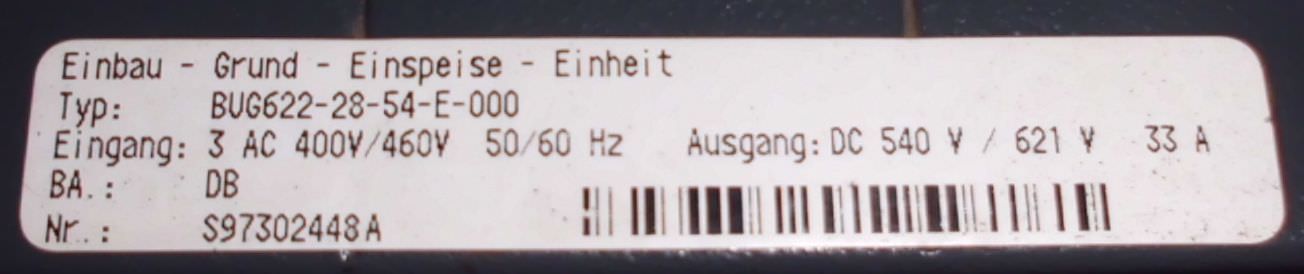 Einbau - Grund - Einspeise - Einheit
Typ: BUG622-28-54-E-000
Eingang: 3 AC 400V/460V 50/60 Hz Ausgang: DC 540 V / 621 V 33 A
BA.: DB
Nr.: S97302448A